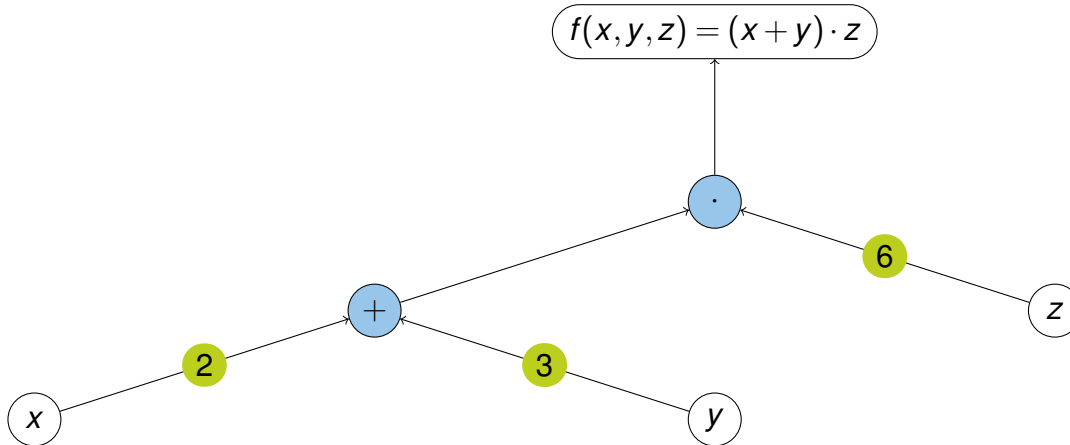 f(x, y, z) = (x + y) · z
·
6
+
z
2
3
x
y